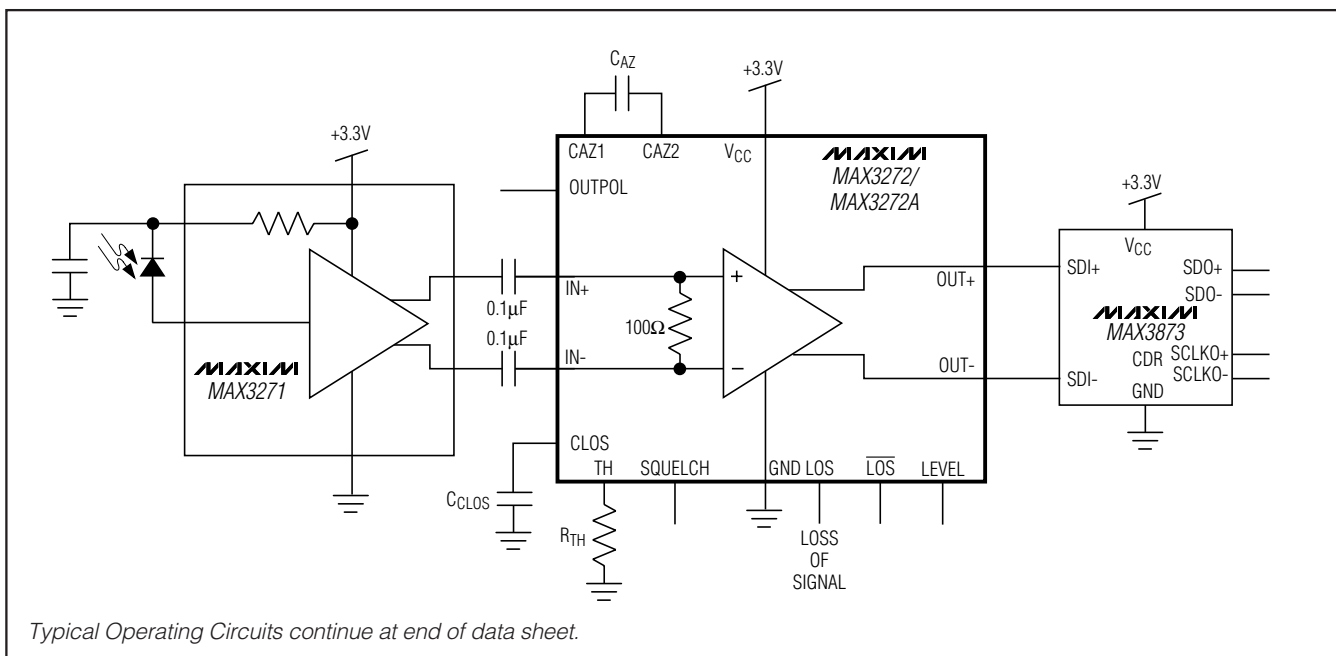 C_AZ
+3.3V
+3.3V
CAZ1
CAZ2
V_CC
MAXIM
MAX3272/
MAX3272A
OUTPOL
+3.3V
V_CC
IN+
0.1μF
0.1μF
IN-
100Ω
+
−
OUT+
OUT-
SDI+
SDI-
SDO+
SDO-
MAXIM
MAX3873
CDR
SCLKO+
SCLKO-
GND
MAXIM
MAX3271
CLOS
C_CLOS
TH
SQUELCH
GND
LOS
L̅O̅S̅
LEVEL
R_TH
LOSS
OF
SIGNAL
Typical Operating Circuits continue at end of data sheet.